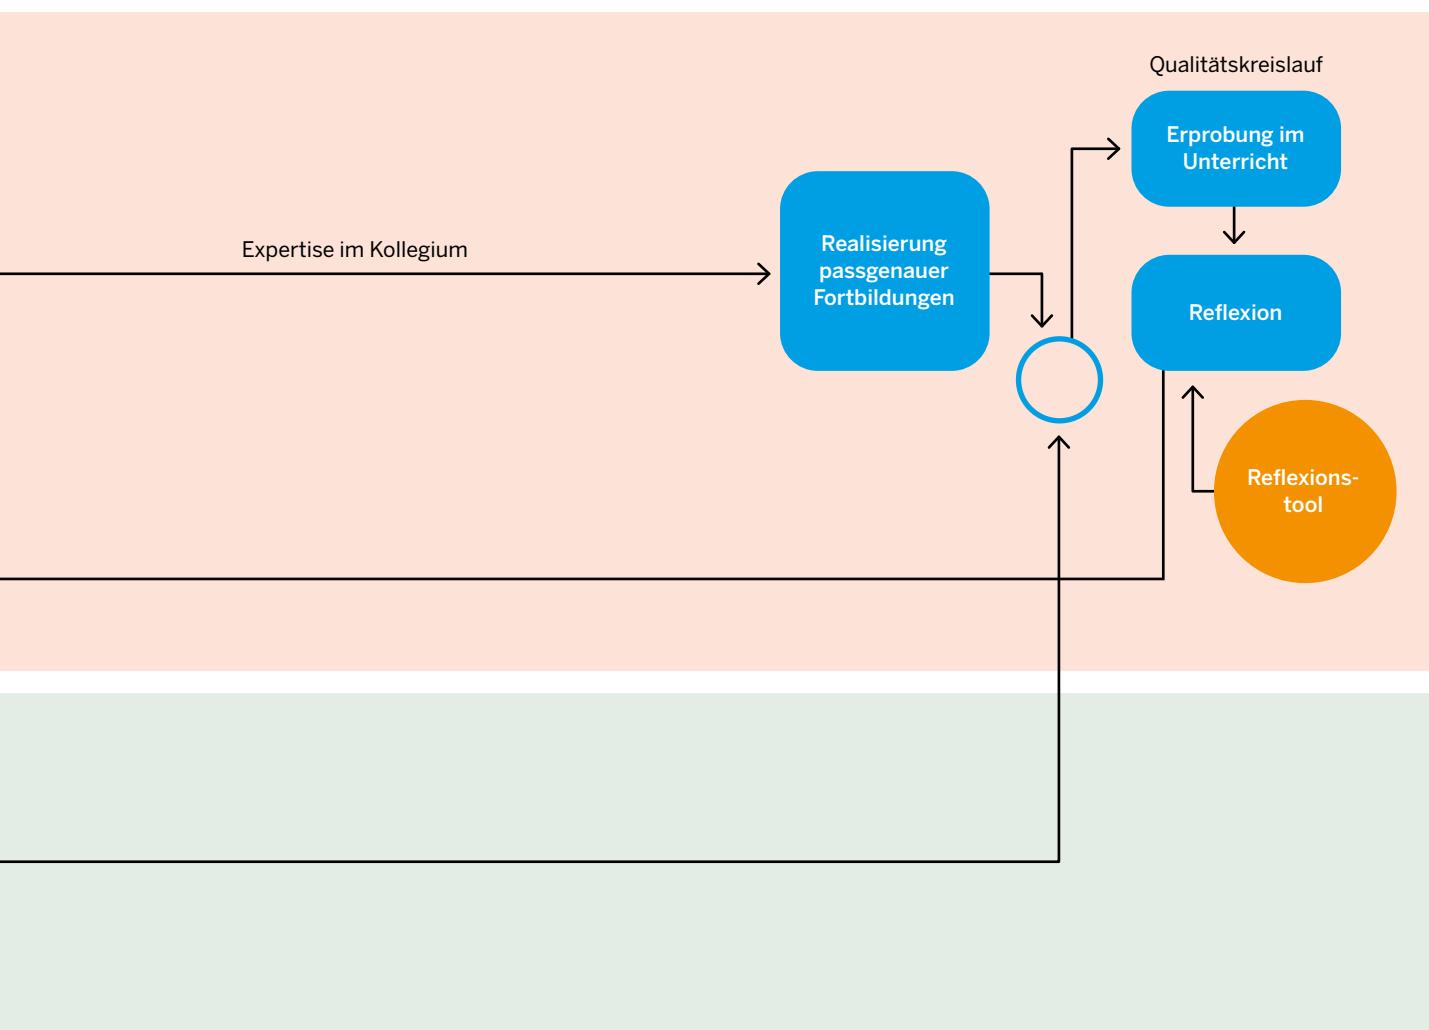 Qualitätskreislauf
Erprobung im
Unterricht
Expertise im Kollegium
Realisierung
passgenauer
Fortbildungen
Reflexion
Reflexions-
tool